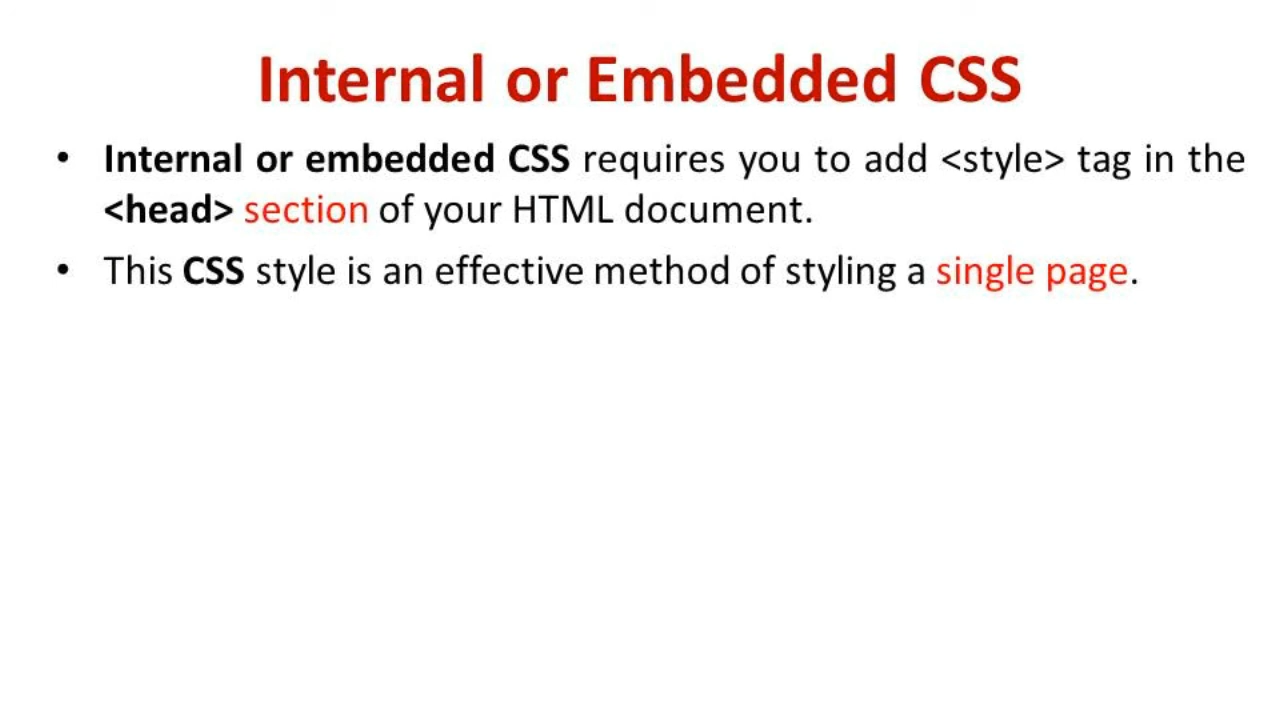 Internal or Embedded CSS
• Internal or embedded CSS requires you to add <style> tag in the
<head> section of your HTML document.
• This CSS style is an effective method of styling a single page.